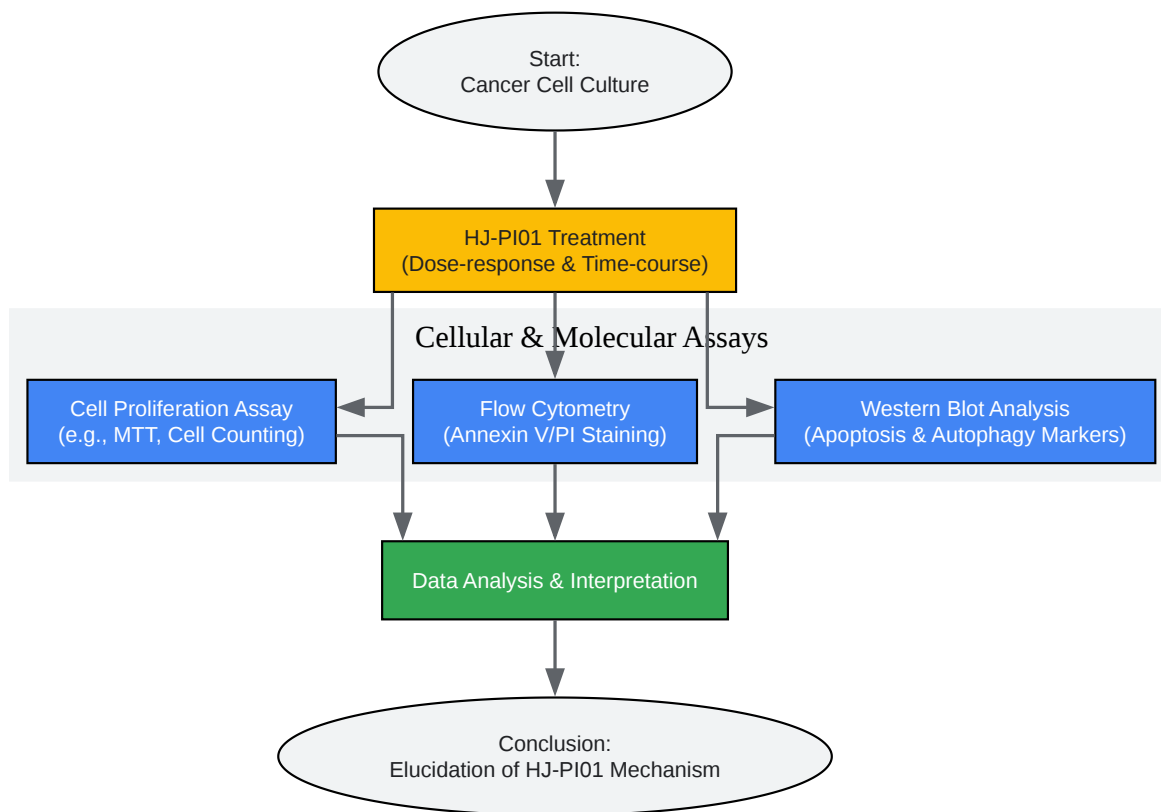 Start:
Cancer Cell Culture
HJ-PI01 Treatment
(Dose-response & Time-course)
Cellular & Molecular Assays
Cell Proliferation Assay
(e.g., MTT, Cell Counting)
Flow Cytometry
(Annexin V/PI Staining)
Western Blot Analysis
(Apoptosis & Autophagy Markers)
Data Analysis & Interpretation
Conclusion:
Elucidation of HJ-PI01 Mechanism